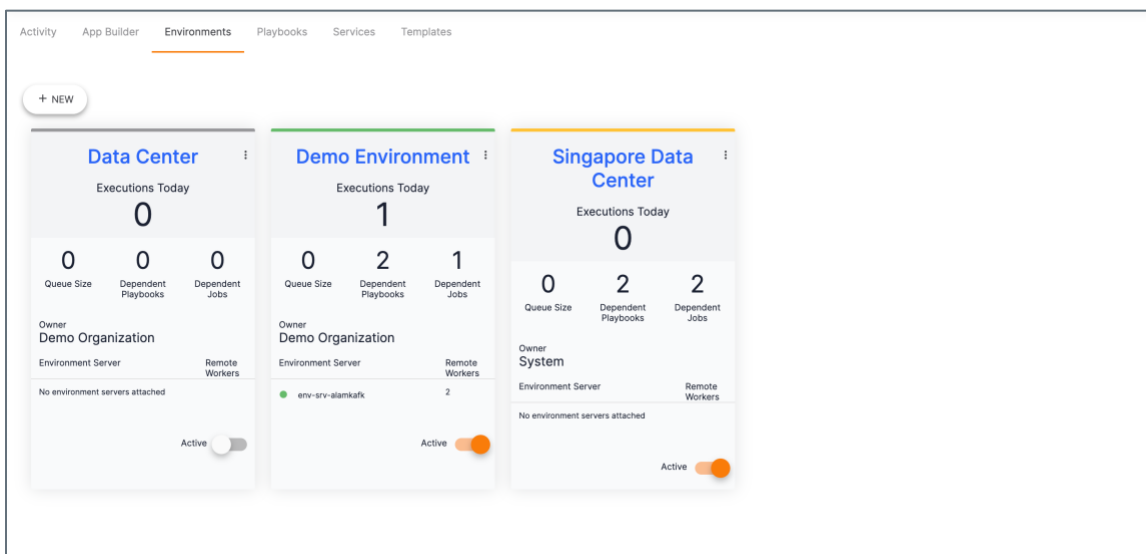 Activity App Builder Environments Playbooks Services Templates
+ NEW
Data Center
Executions Today
0
0 0 0
Queue Size Dependent Playbooks Dependent Jobs
Owner
Demo Organization
Environment Server Remote Workers
No environment servers attached
Active
Demo Environment
Executions Today
1
0 2 1
Queue Size Dependent Playbooks Dependent Jobs
Owner
Demo Organization
Environment Server Remote Workers
env-srv-alamkafk 2
Active
Singapore Data
Center
Executions Today
0
0 2 2
Queue Size Dependent Playbooks Dependent Jobs
Owner
System
Environment Server Remote Workers
No environment servers attached
Active